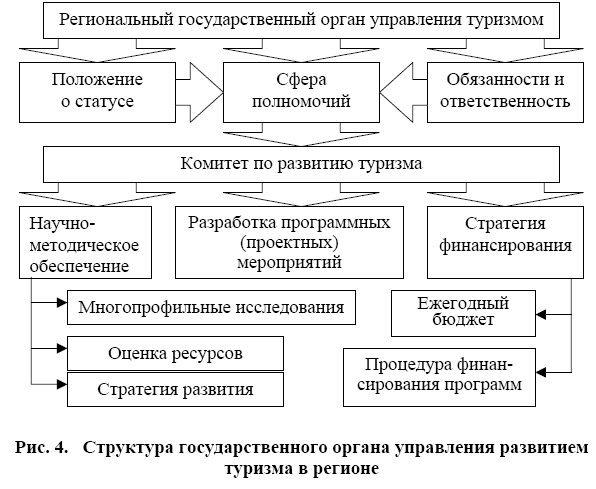 Региональный государственный орган управления туризмом
Положение
о статусе
Сфера
полномочий
Обязанности и
ответственность
Комитет по развитию туризма
Научно-
методическое
обеспечение
Разработка программных
(проектных)
мероприятий
Стратегия
финансирования
Многопрофильные исследования
Оценка ресурсов
Стратегия развития
Ежегодный
бюджет
Процедура финан-
сирования программ
Рис. 4. Структура государственного органа управления развитием
туризма в регионе